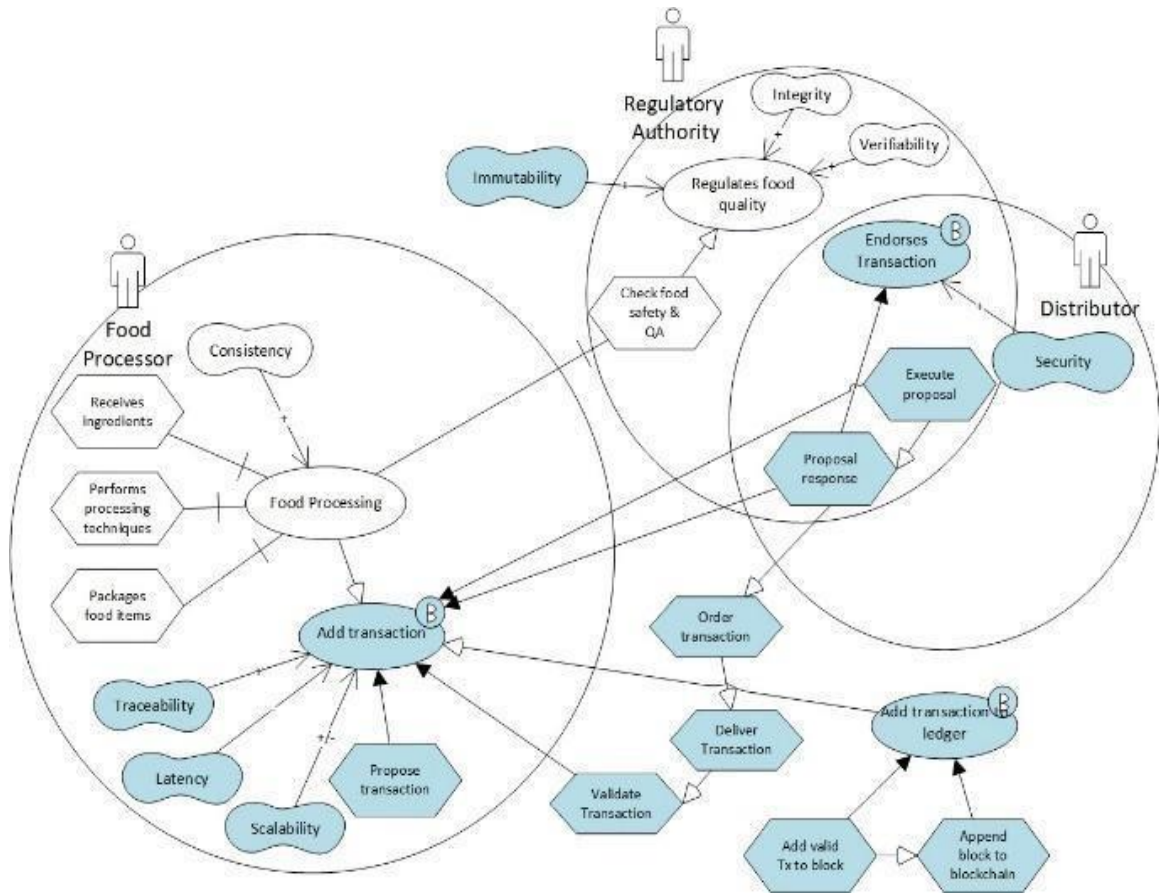 Regulatory
Authority
Integrity
Verifiability
Immutability
+
+
+
Regulates food
quality
B
Endorses
Transaction
Check food
safety &
QA
+
Distributor
Security
Food
Processor
Consistency
+
Receives
ingredients
Execute
proposal
Performs
processing
techniques
Food Processing
Proposal
response
Packages
food items
B
Add transaction
Order
transaction
Traceability
+
-
+/-
Latency
Scalability
Propose
transaction
Deliver
Transaction
Validate
Transaction
B
Add transaction to
ledger
Add valid
Tx to block
Append
block to
blockchain